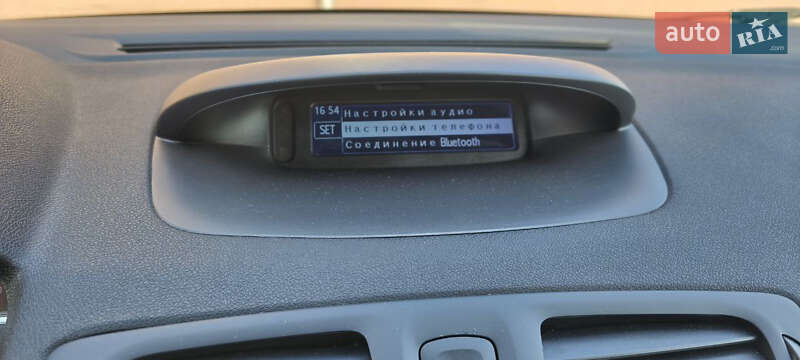 auto RIA
.com
16 54
Настройки аудио
SET
Настройки телефона
Соединение Bluetooth